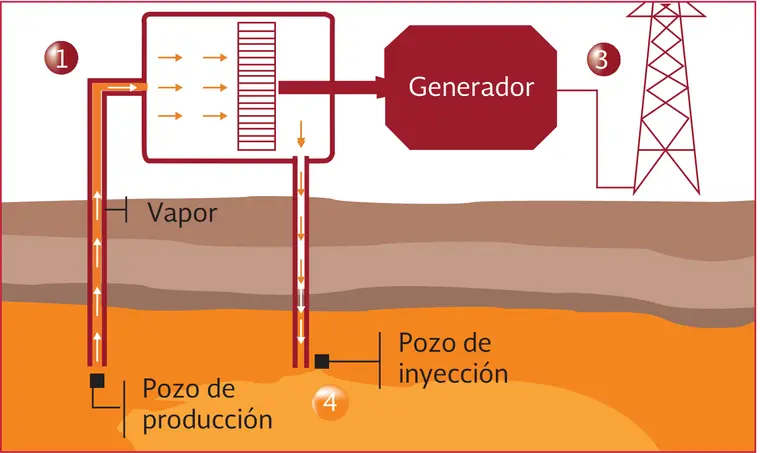 1
Generador
3
Vapor
Pozo de
inyección
Pozo de
producción
4